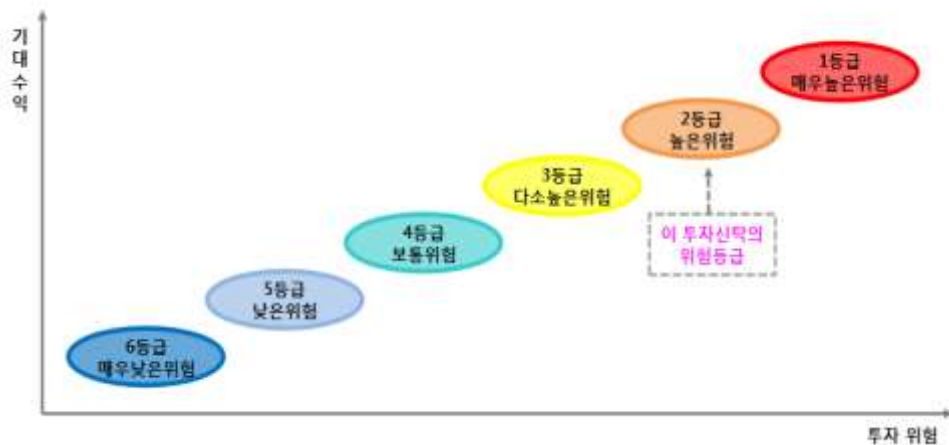 기대수익
1등급
매우높은위험
2등급
높은위험
3등급
다소높은위험
이 투자신탁의
위험등급
4등급
보통위험
5등급
낮은위험
6등급
매우낮은위험
투자 위험